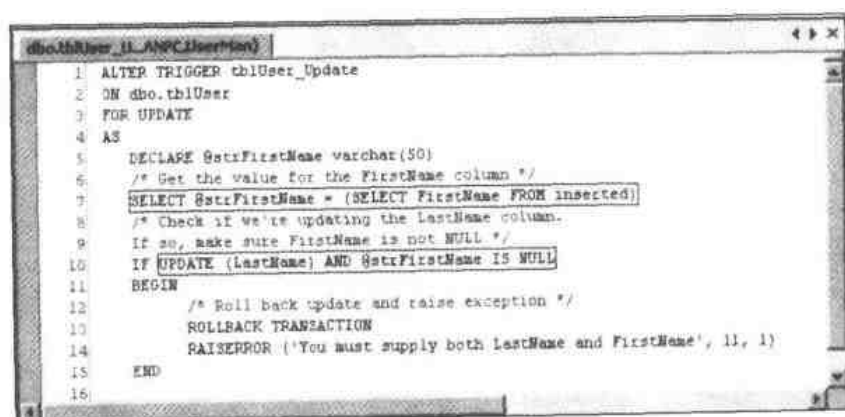 dbo.tblUser_U...ANPC.UserMan)
1 ALTER TRIGGER tblUser_Update
2 ON dbo.tblUser
3 FOR UPDATE
4 AS
5 DECLARE @strFirstName varchar(50)
6 /* Get the value for the FirstName column */
7 SELECT @strFirstName = (SELECT FirstName FROM inserted)
8 /* Check if we're updating the LastName column.
9 If so, make sure FirstName is not NULL */
10 IF UPDATE (LastName) AND @strFirstName IS NULL
11 BEGIN
12 /* Roll back update and raise exception */
13 ROLLBACK TRANSACTION
14 RAISERROR ('You must supply both LastName and FirstName', 11, 1)
15 END
16